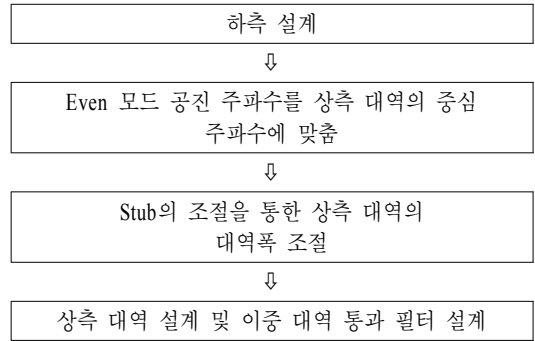 하측 설계
⇩
Even 모드 공진 주파수를 상측 대역의 중심
주파수에 맞춤
⇩
Stub의 조절을 통한 상측 대역의
대역폭 조절
⇩
상측 대역 설계 및 이중 대역 통과 필터 설계